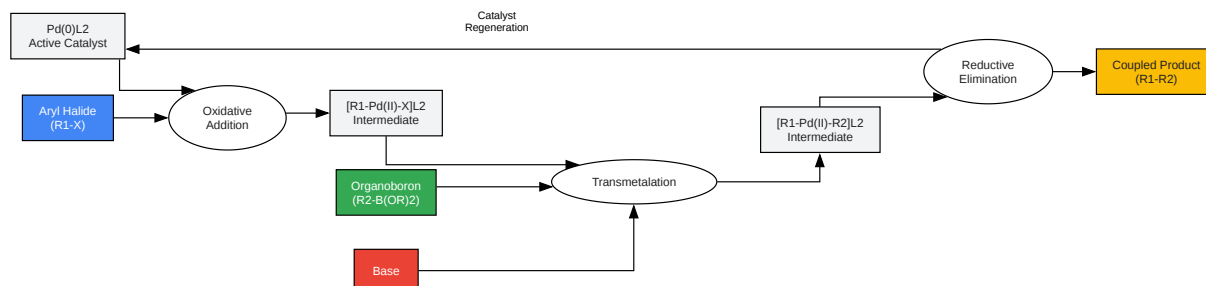 Pd(0)L2
Active Catalyst
Catalyst
Regeneration
Aryl Halide
(R1-X)
Oxidative
Addition
[R1-Pd(II)-X]L2
Intermediate
Organoboron
(R2-B(OR)2)
Base
Transmetalation
[R1-Pd(II)-R2]L2
Intermediate
Reductive
Elimination
Coupled Product
(R1-R2)